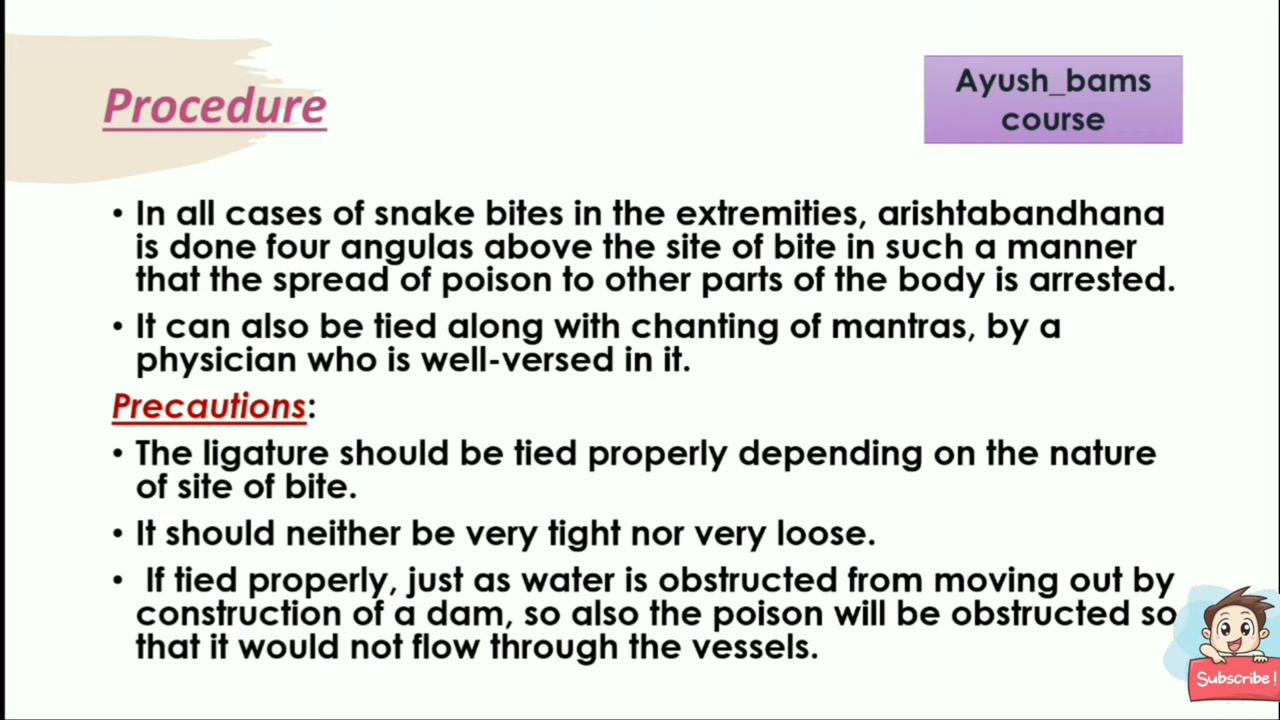 Procedure
Ayush_bams
course
• In all cases of snake bites in the extremities, arishtabandhana
is done four angulas above the site of bite in such a manner
that the spread of poison to other parts of the body is arrested.
• It can also be tied along with chanting of mantras, by a
physician who is well-versed in it.
Precautions:
• The ligature should be tied properly depending on the nature
of site of bite.
• It should neither be very tight nor very loose.
• If tied properly, just as water is obstructed from moving out by
construction of a dam, so also the poison will be obstructed so
that it would not flow through the vessels.
Subscribe!